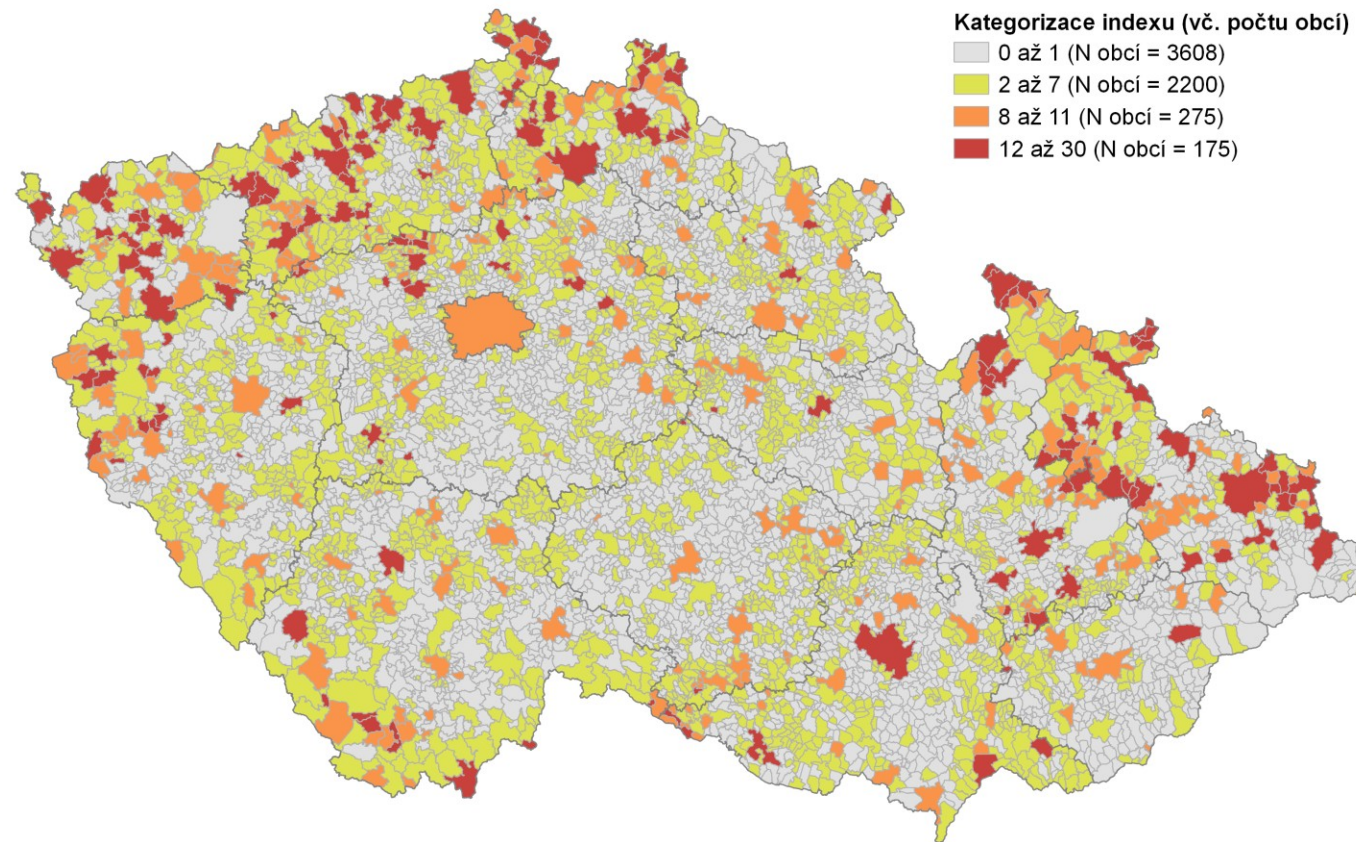 Kategorizace indexu (vč. počtu obcí)
0 až 1 (N obcí = 3608)
2 až 7 (N obcí = 2200)
8 až 11 (N obcí = 275)
12 až 30 (N obcí = 175)